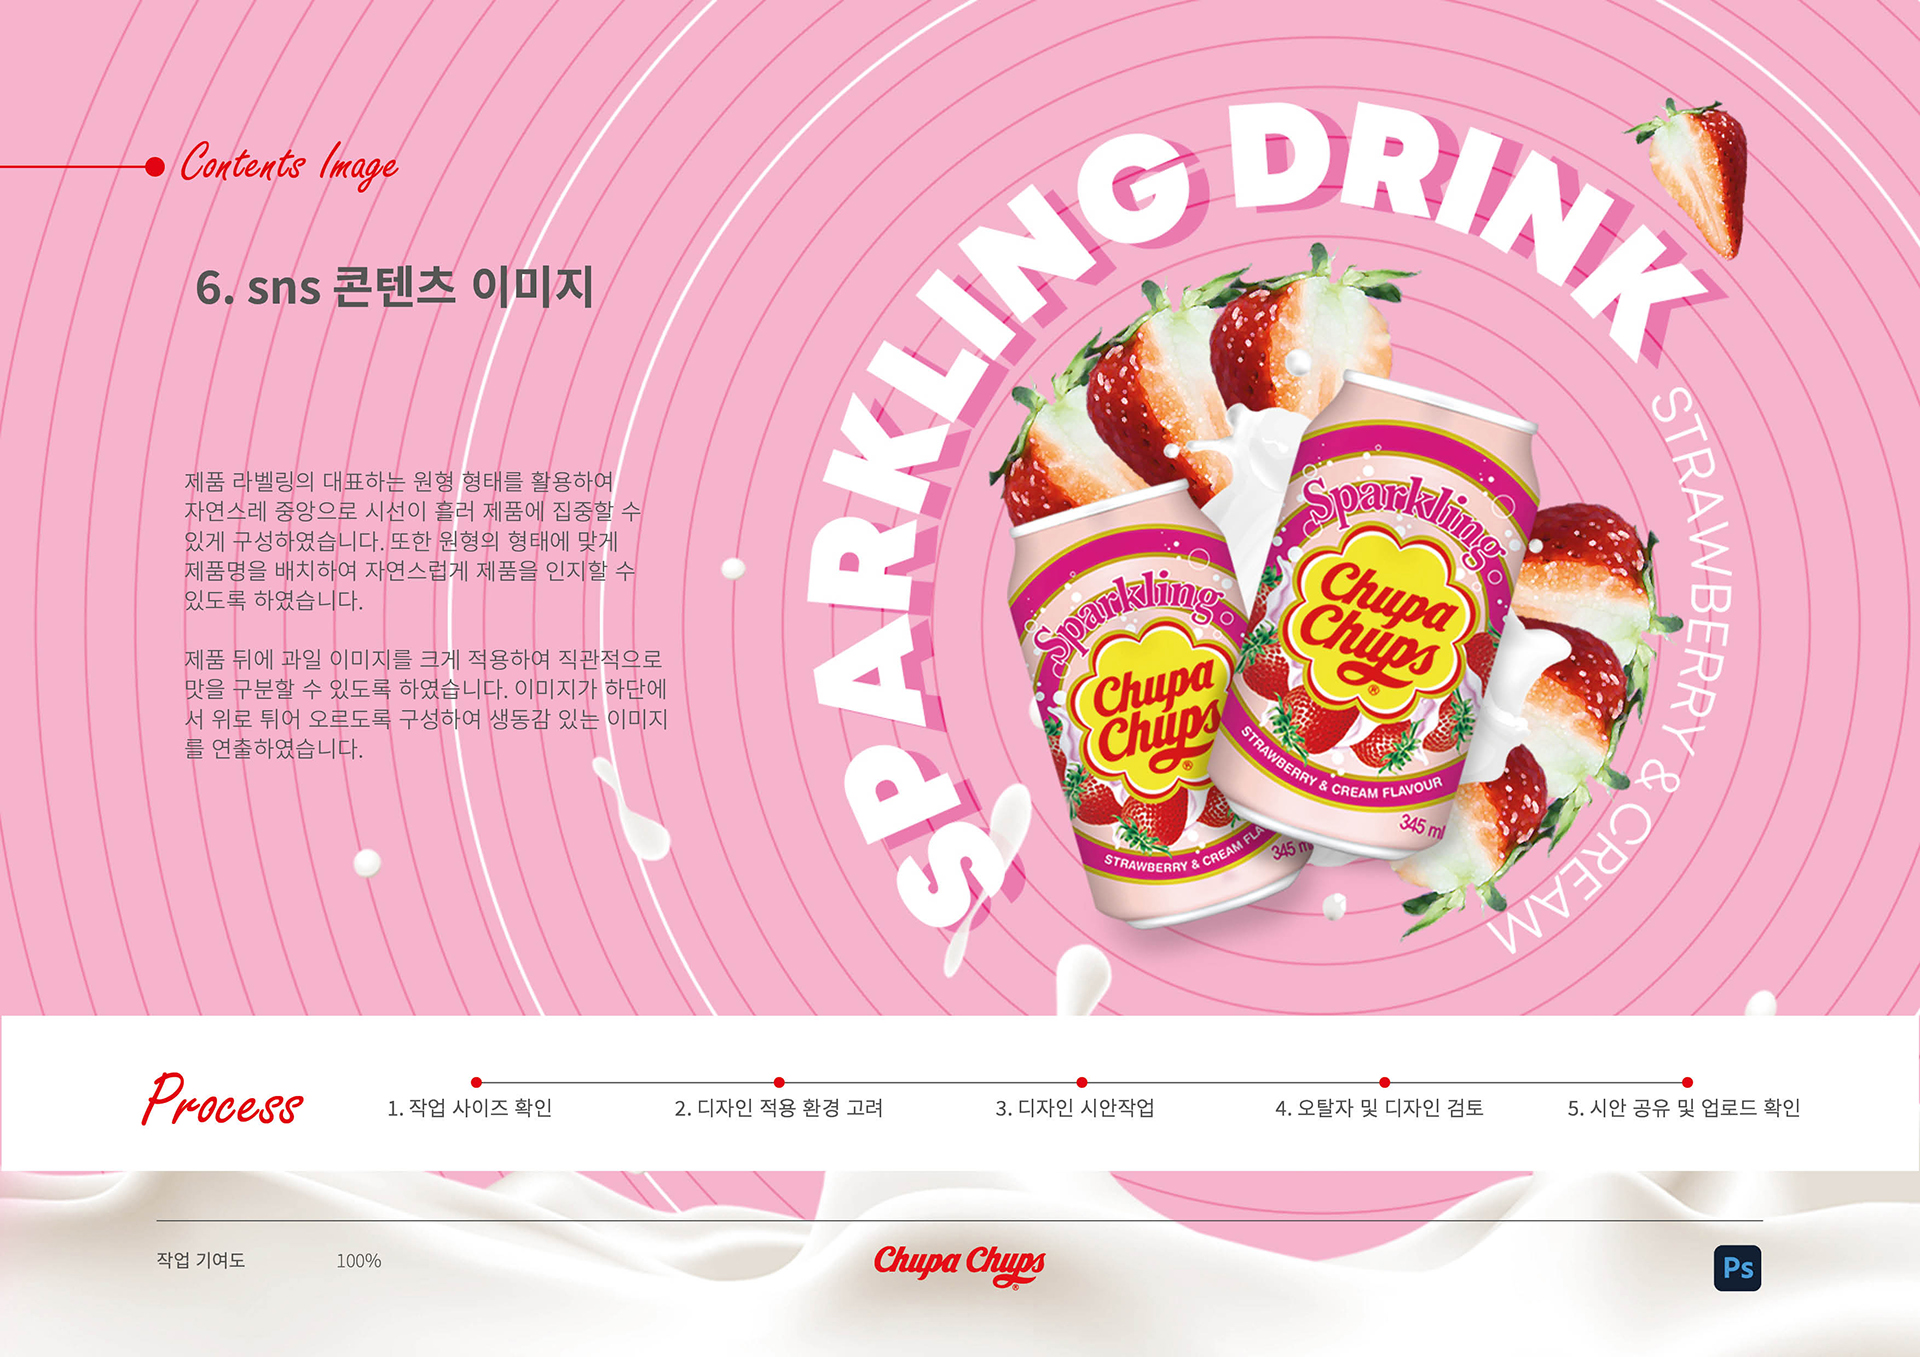 Contents Image
6. sns 콘텐츠 이미지
제품 라벨링의 대표하는 원형 형태를 활용하여
자연스레 중앙으로 시선이 흘러 제품에 집중할 수
있게 구성하였습니다. 또한 원형의 형태에 맞게
제품명을 배치하여 자연스럽게 제품을 인지할 수
있도록 하였습니다.
제품 뒤에 과일 이미지를 크게 적용하여 직관적으로
맛을 구분할 수 있도록 하였습니다. 이미지가 하단에
서 위로 튀어 오르도록 구성하여 생동감 있는 이미지
를 연출하였습니다.
SPARKLING DRINK
STRAWBERRY & CREAM
Sparkling
Chupa
Chups
®
STRAWBERRY & CREAM FLA
345 m
Sparkling
Chupa
Chups
®
STRAWBERRY & CREAM FLAVOUR
345 ml
Process
1. 작업 사이즈 확인
2. 디자인 적용 환경 고려
3. 디자인 시안작업
4. 오탈자 및 디자인 검토
5. 시안 공유 및 업로드 확인
작업 기여도 100%
Chupa Chups
®
Ps